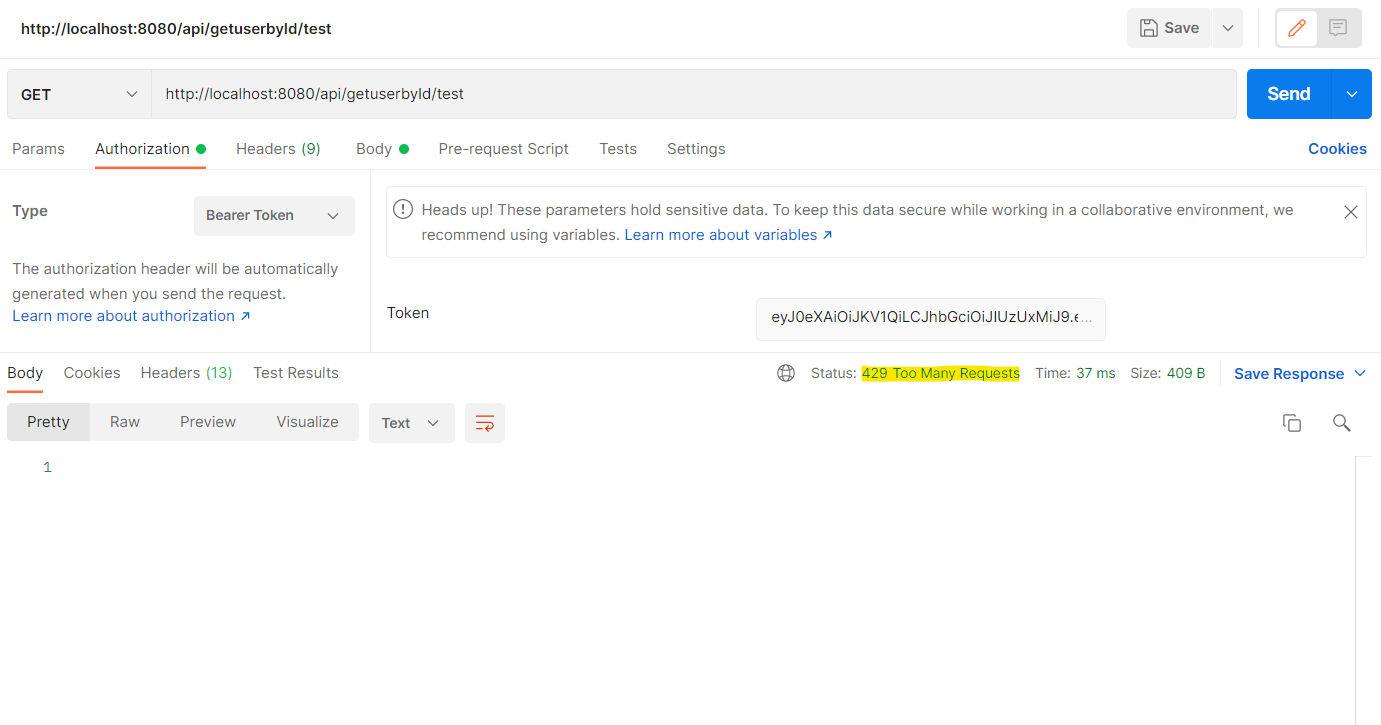 http://localhost:8080/api/getuserbyId/test
Save
GET
http://localhost:8080/api/getuserbyId/test
Send
Params Authorization Headers (9) Body Pre-request Script Tests Settings Cookies
Type
Bearer Token
Heads up! These parameters hold sensitive data. To keep this data secure while working in a collaborative environment, we
recommend using variables. Learn more about variables ↗
The authorization header will be automatically
generated when you send the request.
Learn more about authorization ↗
Token
eyJ0eXAiOiJKV1QiLCJhbGciOiJIUzUxMiJ9.e...
Body Cookies Headers (13) Test Results Status: 429 Too Many Requests Time: 37 ms Size: 409 B Save Response
Pretty Raw Preview Visualize Text
1